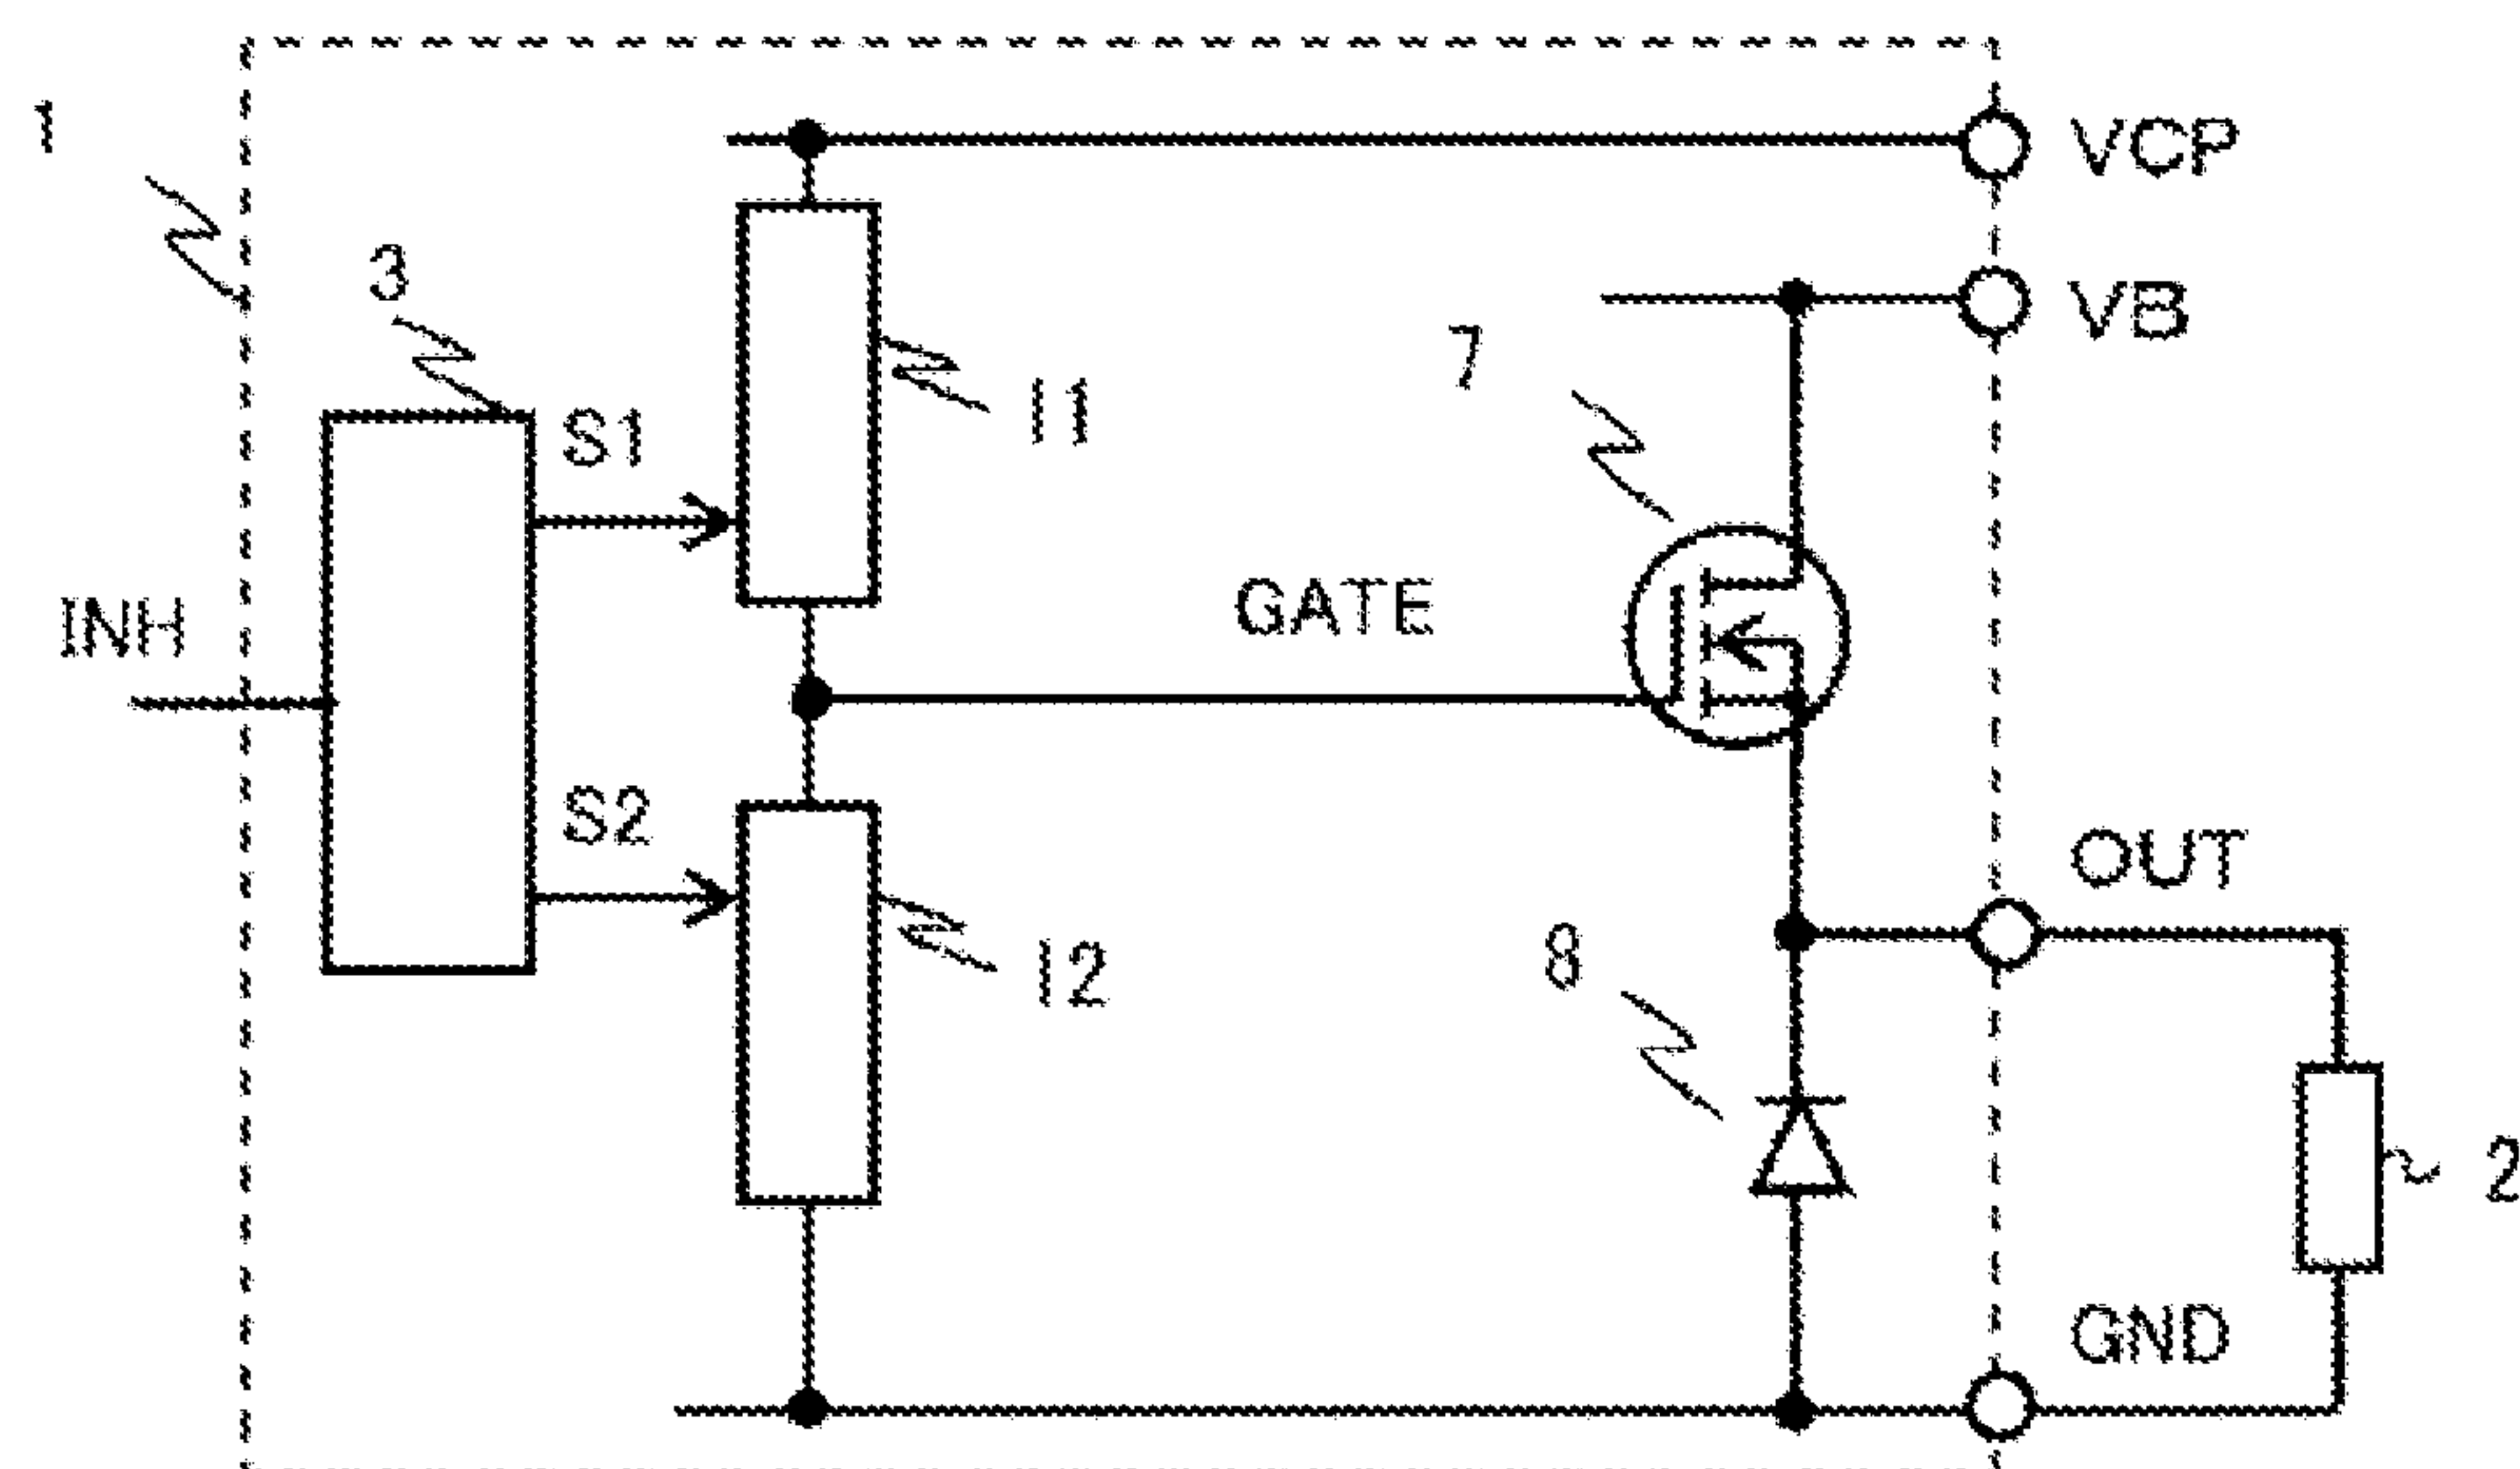 1
VCP
3
VB
7
I1
S1
GATE
INH
S2
OUT
8
I2
2
GND